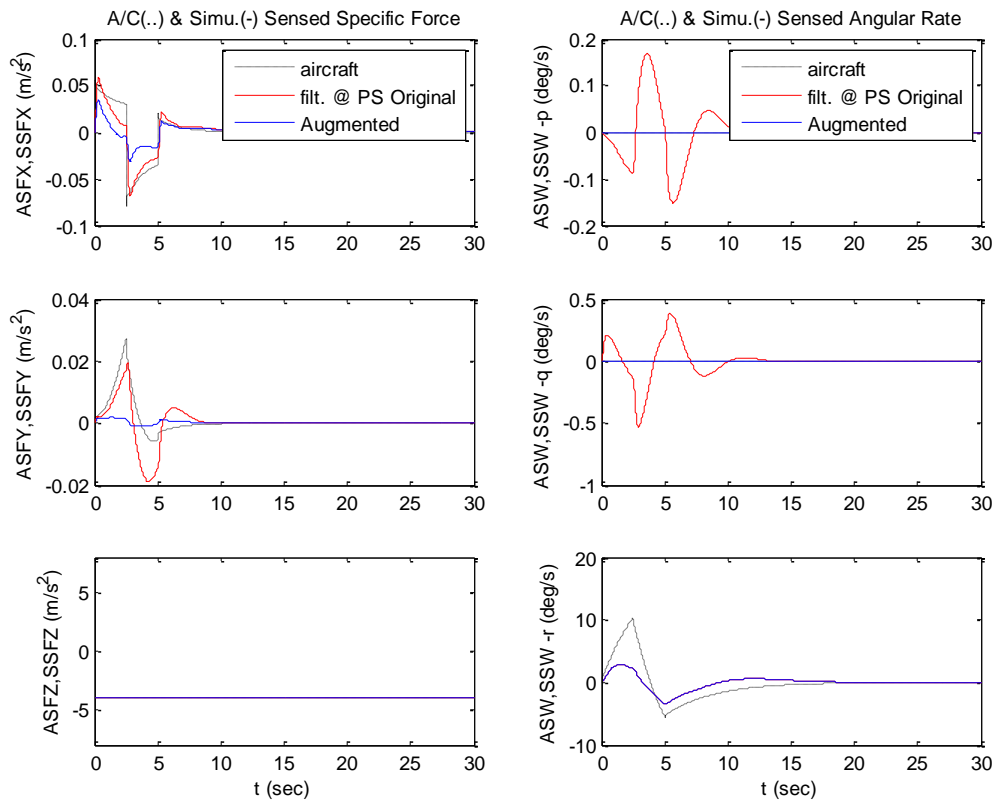 A/C(..) & Simu.(-) Sensed Specific Force
0.1
0.05
0
-0.05
-0.1
ASFX,SSFX (m/s²)
aircraft
filt. @ PS Original
Augmented
0 5 10 15 20 25 30
A/C(..) & Simu.(-) Sensed Angular Rate
0.2
0.1
0
-0.1
-0.2
ASW,SSW -p (deg/s)
aircraft
filt. @ PS Original
Augmented
0 5 10 15 20 25 30
0.04
0.02
0
-0.02
ASFY,SSFY (m/s²)
0 5 10 15 20 25 30
0.5
0
-0.5
-1
ASW,SSW -q (deg/s)
0 5 10 15 20 25 30
5
0
-5
ASFZ,SSFZ (m/s²)
0 5 10 15 20 25 30
t (sec)
20
10
0
-10
ASW,SSW -r (deg/s)
0 5 10 15 20 25 30
t (sec)